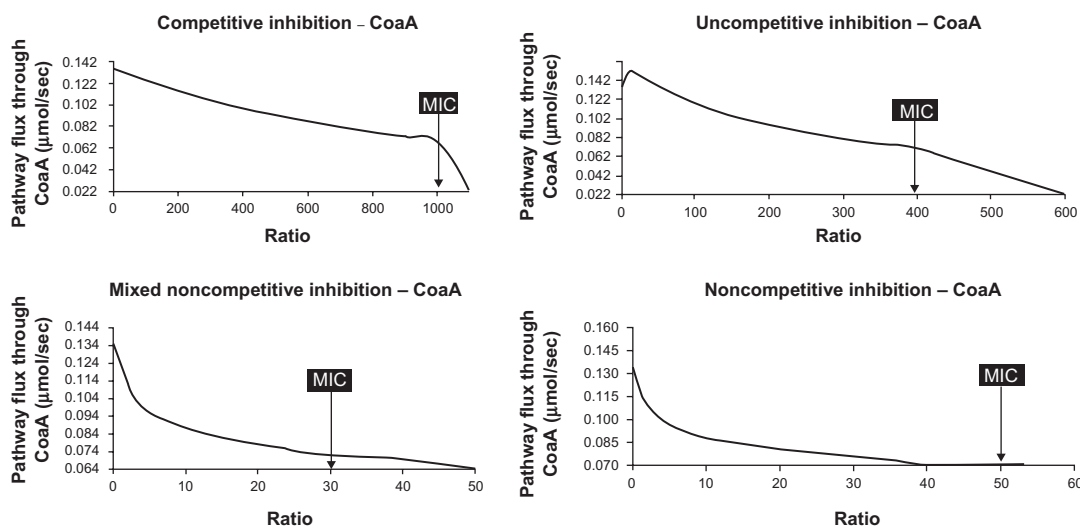 Competitive inhibition – CoaA
Pathway flux through
CoaA (μmol/sec)
0.142
0.122
0.102
0.082
0.062
0.042
0.022
MIC
0
200
400
600
800
1000
Ratio
Uncompetitive inhibition – CoaA
Pathway flux through
CoaA (μmol/sec)
0.142
0.122
0.102
0.082
0.062
0.042
0.022
MIC
0
100
200
300
400
500
600
Ratio
Mixed noncompetitive inhibition – CoaA
Pathway flux through
CoaA (μmol/sec)
0.144
0.134
0.124
0.114
0.104
0.094
0.084
0.074
0.064
MIC
0
10
20
30
40
50
Ratio
Noncompetitive inhibition – CoaA
Pathway flux through
CoaA (μmol/sec)
0.160
0.145
0.130
0.115
0.100
0.085
0.070
MIC
0
10
20
30
40
50
60
Ratio